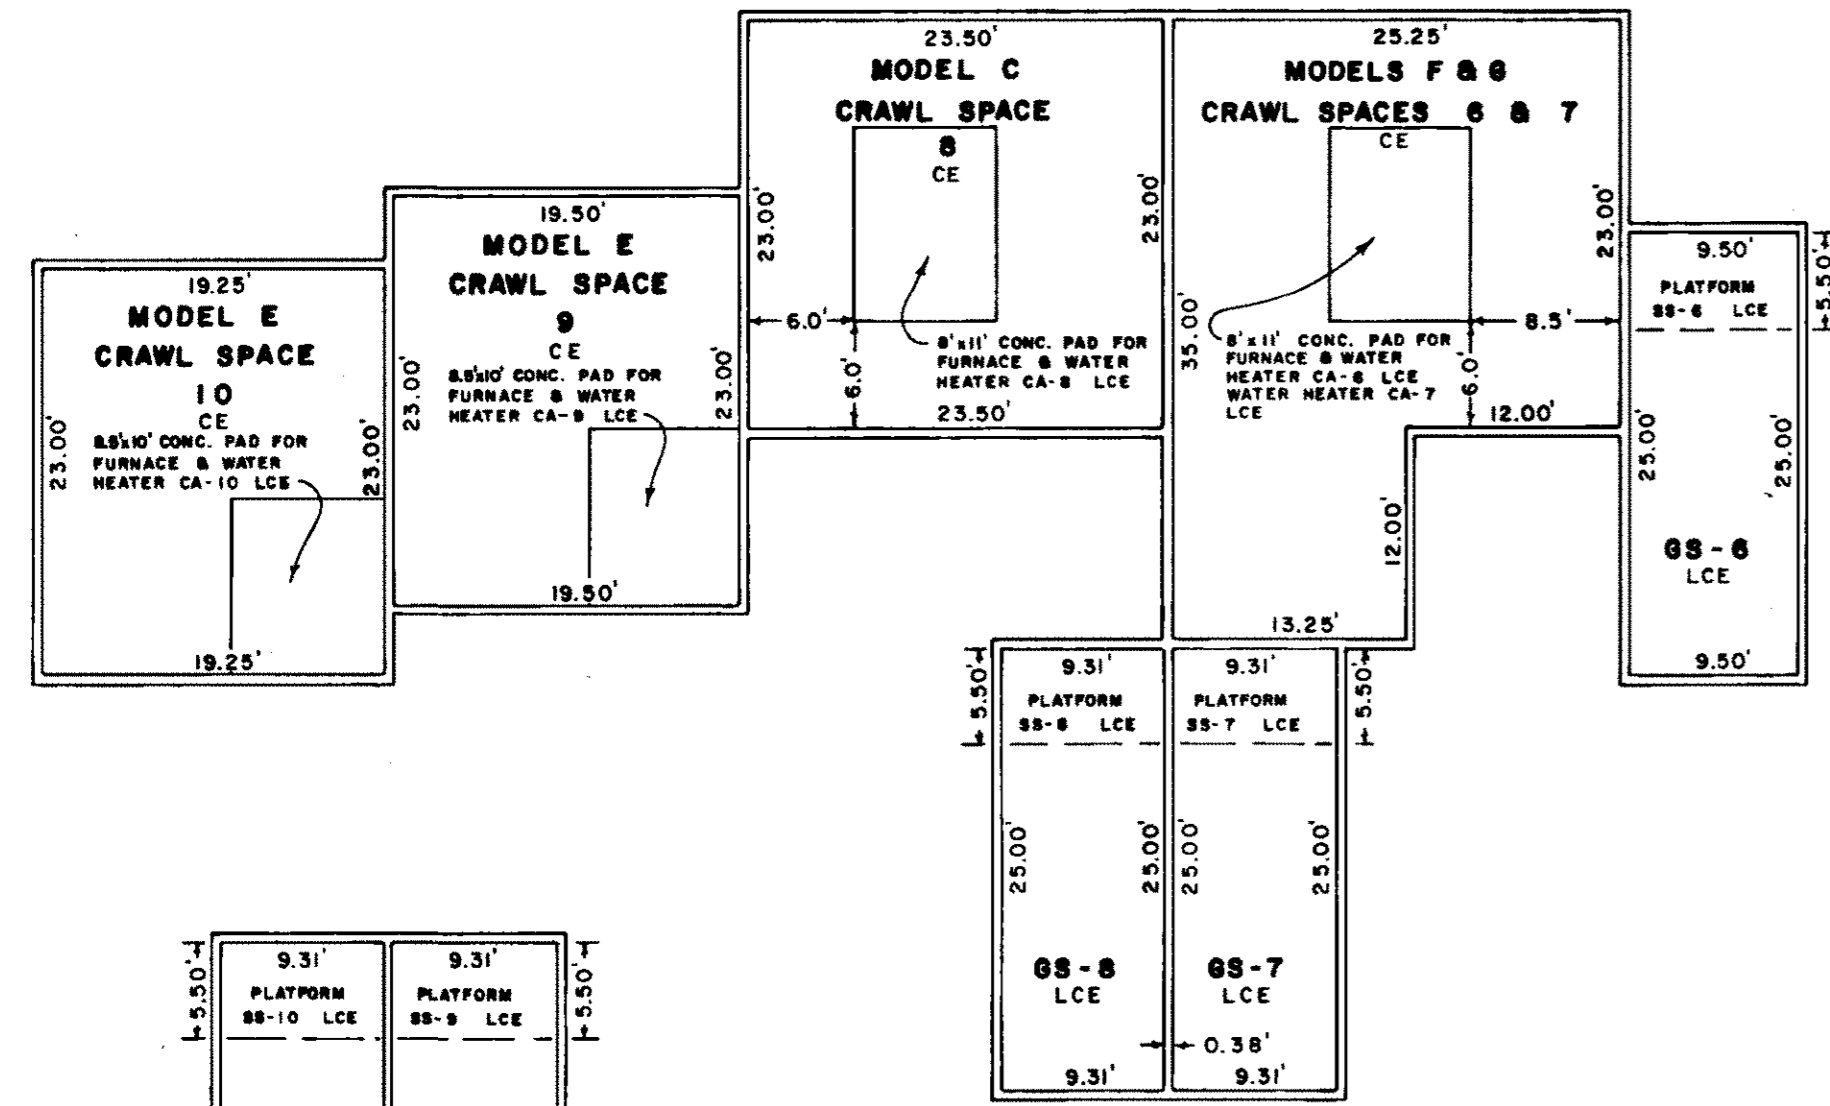 23.50'
MODEL C
CRAWL SPACE
8
CE
23.00'
23.00'
6.0'
6.0'
8'x11' CONC. PAD FOR
FURNACE & WATER
HEATER CA-8 LCE
23.50'
25.25'
MODELS F & G
CRAWL SPACES 6 & 7
CE
23.00'
35.00'
8.5'
6.0'
8'x11' CONC. PAD FOR
FURNACE & WATER
HEATER CA-6 LCE
WATER HEATER CA-7
LCE
12.00'
12.00'
13.25'
19.50'
MODEL E
CRAWL SPACE
9
CE
8.5'x10' CONC. PAD FOR
FURNACE & WATER
HEATER CA-9 LCE
23.00'
23.00'
19.50'
19.25'
MODEL E
CRAWL SPACE
10
CE
8.5'x10' CONC. PAD FOR
FURNACE & WATER
HEATER CA-10 LCE
23.00'
23.00'
19.25'
9.50'
PLATFORM
SS-6 LCE
5.50'
25.00'
25.00'
GS-6
LCE
9.50'
5.50'
9.31'
PLATFORM
SS-8 LCE
25.00'
25.00'
GS-8
LCE
9.31'
9.31'
PLATFORM
SS-7 LCE
5.50'
25.00'
25.00'
GS-7
LCE
0.38'
9.31'
5.50'
9.31'
PLATFORM
SS-10 LCE
9.31'
PLATFORM
SS-9 LCE
5.50'